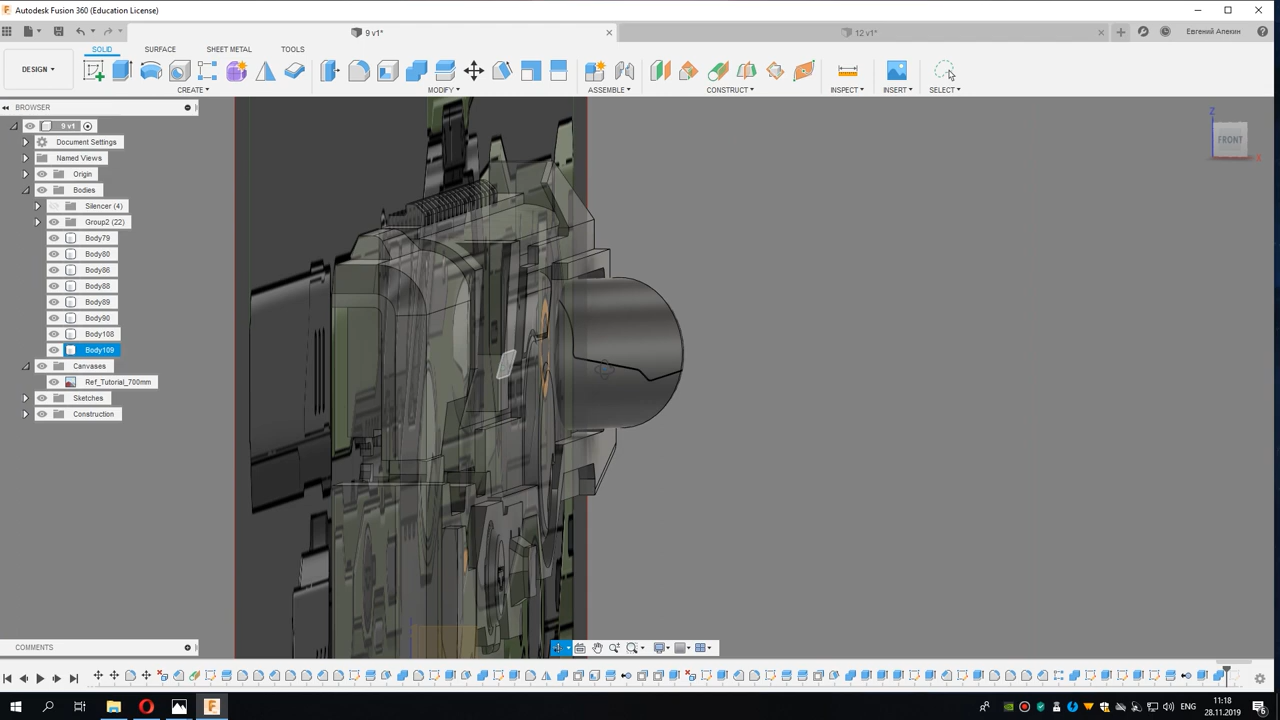 Autodesk Fusion 360 (Education License)
9 v1*
12 v1*
Евгений Апекин
DESIGN
SOLID
SURFACE
SHEET METAL
TOOLS
CREATE
MODIFY
ASSEMBLE
CONSTRUCT
INSPECT
INSERT
SELECT
BROWSER
9 v1
Document Settings
Named Views
Origin
Bodies
Silencer (4)
Group2 (22)
Body79
Body80
Body86
Body88
Body89
Body90
Body108
Body109
Canvases
Ref_Tutorial_700mm
Sketches
Construction
Z
FRONT
X
COMMENTS
ENG
11:18
28.11.2019
6